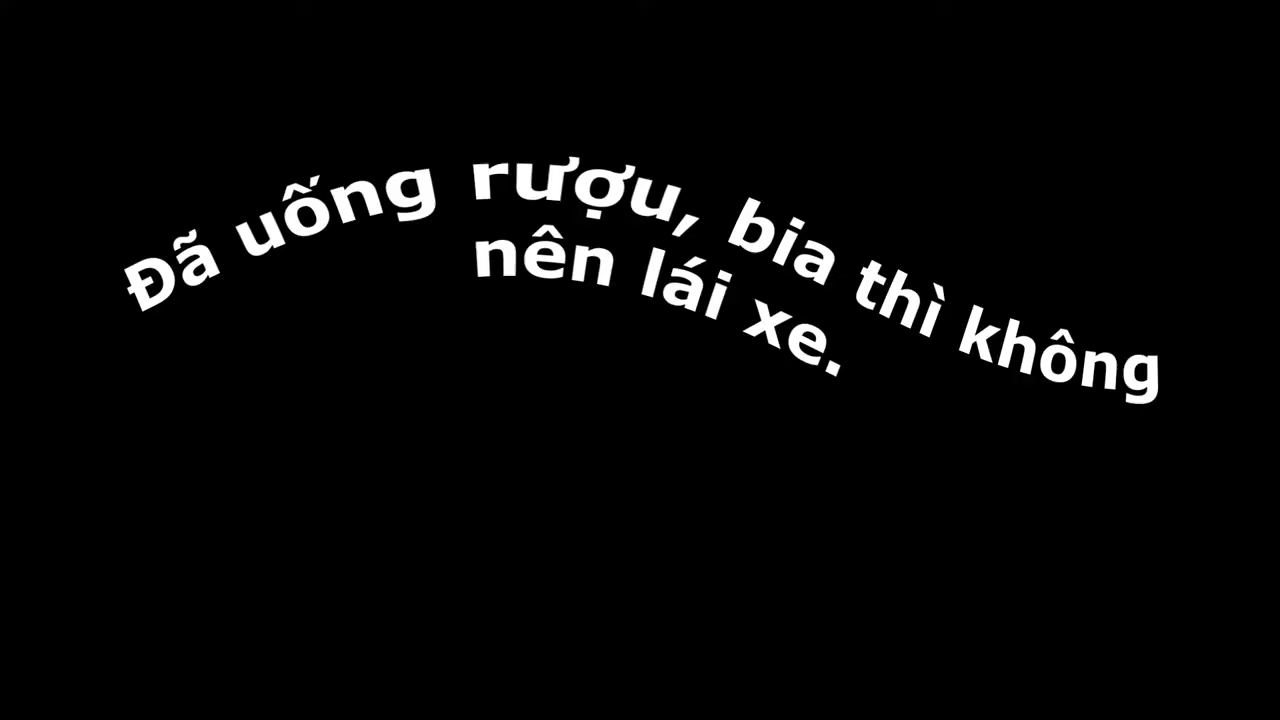 Đã uống rượu, bia thì không
nên lái xe.